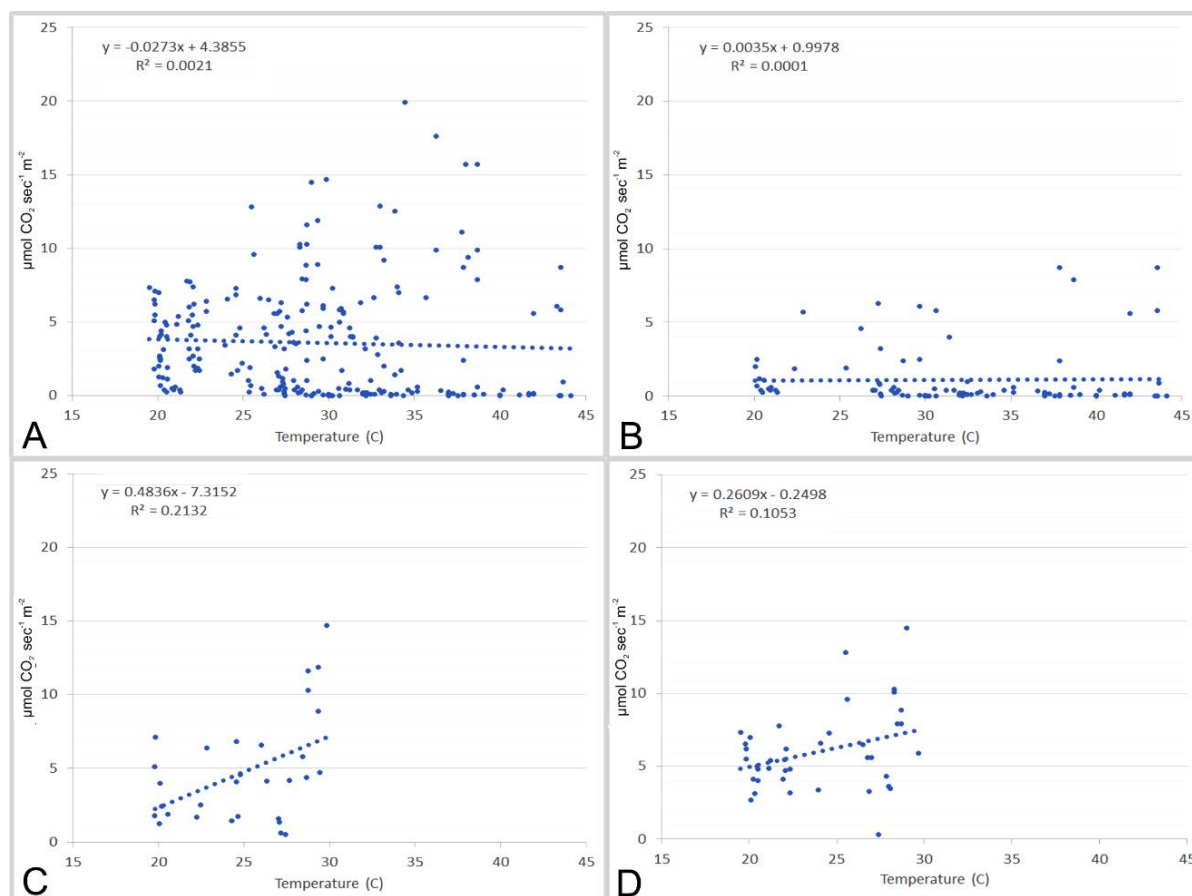 y = -0.0273x + 4.3855
R² = 0.0021
25
20
15
10
5
0
µmol CO₂ sec⁻¹ m⁻²
15 20 25 30 35 40 45
Temperature (C)
A
y = 0.0035x + 0.9978
R² = 0.0001
25
20
15
10
5
0
µmol CO₂ sec⁻¹ m⁻²
15 20 25 30 35 40 45
Temperature (C)
B
y = 0.4836x - 7.3152
R² = 0.2132
25
20
15
10
5
0
µmol CO₂ sec⁻¹ m⁻²
15 20 25 30 35 40 45
Temperature (C)
C
y = 0.2609x - 0.2498
R² = 0.1053
25
20
15
10
5
0
µmol CO₂ sec⁻¹ m⁻²
15 20 25 30 35 40 45
Temperature (C)
D